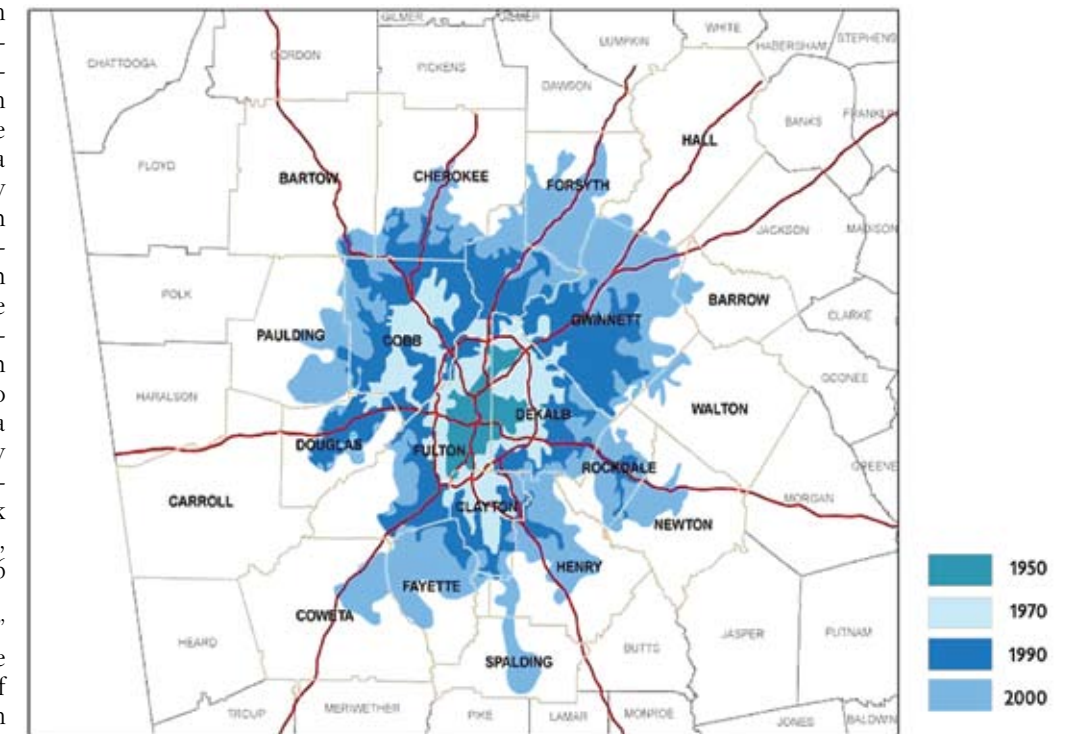 GILMER
WHITE
LUMPKIN
HABERSHAM
STEPHENS
CHATTOOGA
GORDON
PICKENS
DAWSON
BANKS
FRANKLIN
HALL
FLOYD
BARTOW
CHEROKEE
FORSYTH
JACKSON
MADISON
POLK
BARROW
CLARKE
PAULDING
COBB
GWINNETT
OCONEE
HARALSON
WALTON
DEKALB
DOUGLAS
FULTON
ROCKDALE
GREENE
CARROLL
CLAYTON
MORGAN
NEWTON
HENRY
FAYETTE
COWETA
1950
1970
1990
2000
HEARD
BUTTS
JASPER
PUTNAM
SPALDING
TROUP
MERIWETHER
PIKE
LAMAR
MONROE
JONES
BALDWIN